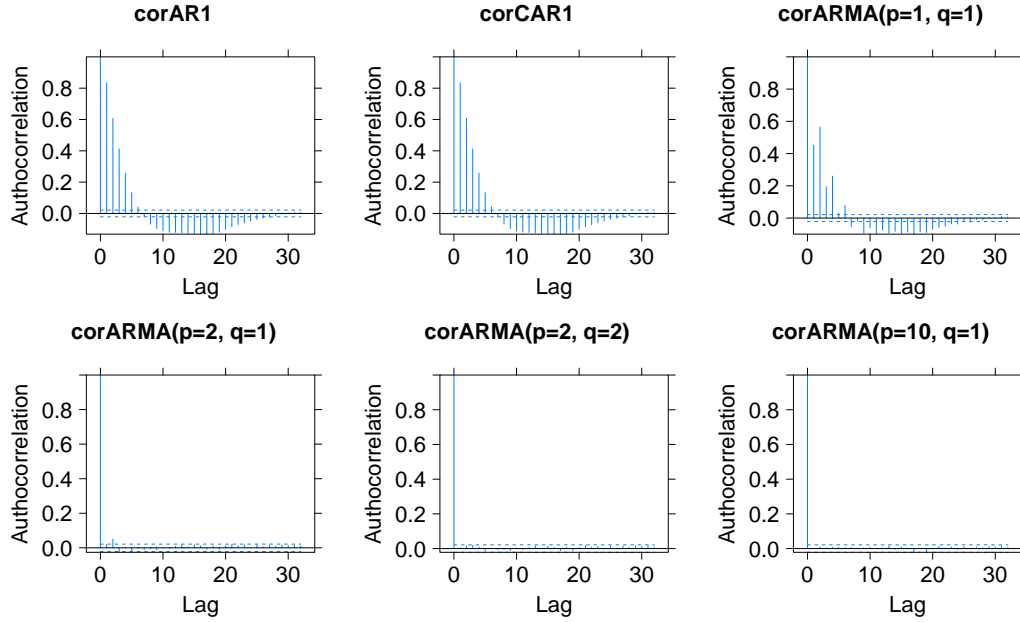 corAR1
corCAR1
corARMA(p=1, q=1)
Authocorrelation
0.8
0.6
0.4
0.2
0.0
0 10 20 30
Lag
Authocorrelation
0.8
0.6
0.4
0.2
0.0
0 10 20 30
Lag
Authocorrelation
0.8
0.6
0.4
0.2
0.0
0 10 20 30
Lag
corARMA(p=2, q=1)
corARMA(p=2, q=2)
corARMA(p=10, q=1)
Authocorrelation
0.8
0.6
0.4
0.2
0.0
0 10 20 30
Lag
Authocorrelation
0.8
0.6
0.4
0.2
0.0
0 10 20 30
Lag
Authocorrelation
0.8
0.6
0.4
0.2
0.0
0 10 20 30
Lag